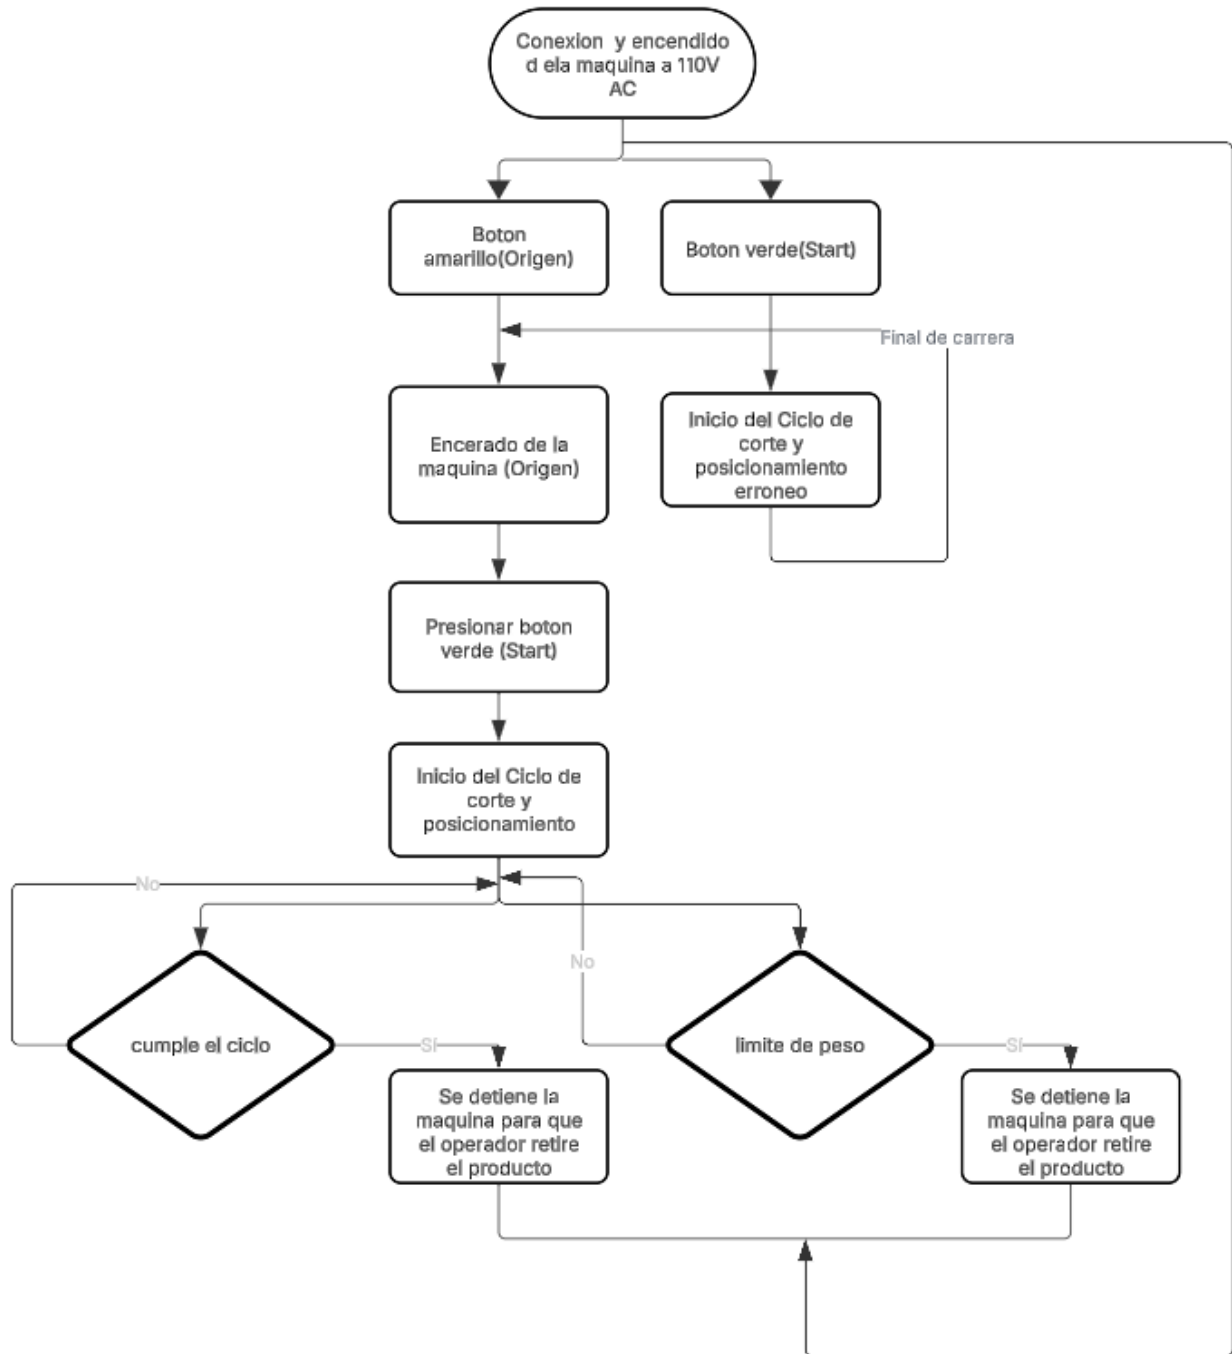 Conexion y encendido
d ela maquina a 110V
AC
Boton
amarillo(Origen)
Boton verde(Start)
Final de carrera
Encerado de la
maquina (Origen)
Inicio del Ciclo de
corte y
posicionamiento
erroneo
Presionar boton
verde (Start)
Inicio del Ciclo de
corte y
posicionamiento
No
No
cumple el ciclo
Sí
limite de peso
Sí
Se detiene la
maquina para que
el operador retire
el producto
Se detiene la
maquina para que
el operador retire
el producto